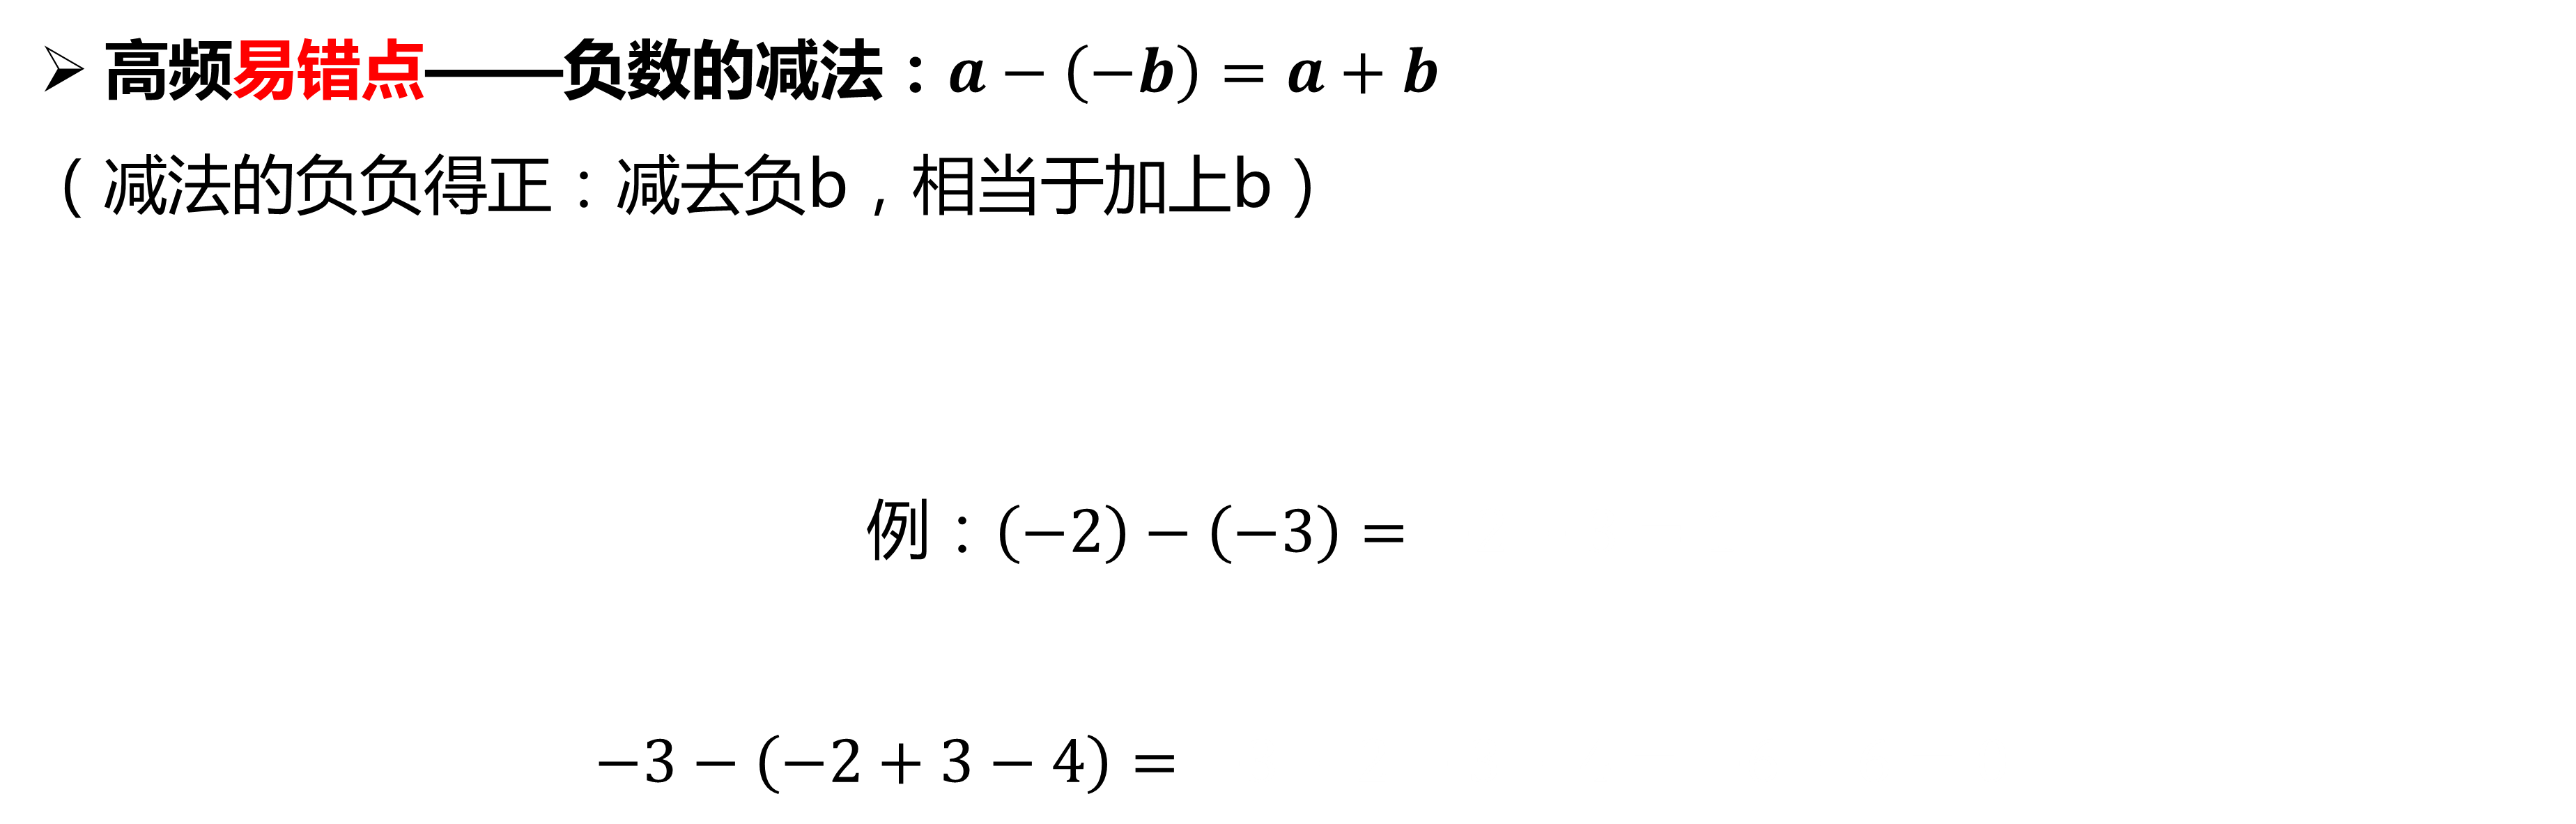 ➢ 高频易错点——负数的减法：a − (−b) = a + b
（减法的负负得正：减去负b，相当于加上b）
例：(−2) − (−3) =
−3 − (−2 + 3 − 4) =